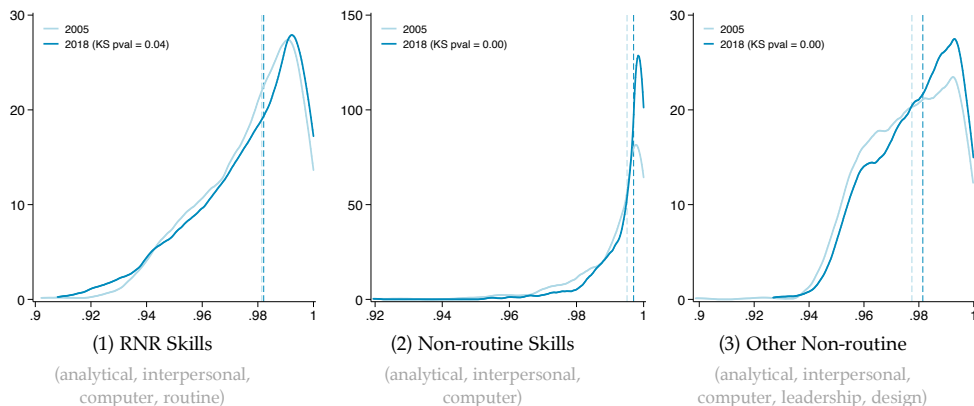 30
20
10
0
2005
2018 (KS pval = 0.04)
.9
.92
.94
.96
.98
1
(1) RNR Skills
(analytical, interpersonal,
computer, routine)
150
100
50
0
2005
2018 (KS pval = 0.00)
.92
.94
.96
.98
1
(2) Non-routine Skills
(analytical, interpersonal,
computer)
30
20
10
0
2005
2018 (KS pval = 0.00)
.9
.92
.94
.96
.98
1
(3) Other Non-routine
(analytical, interpersonal,
computer, leadership, design)